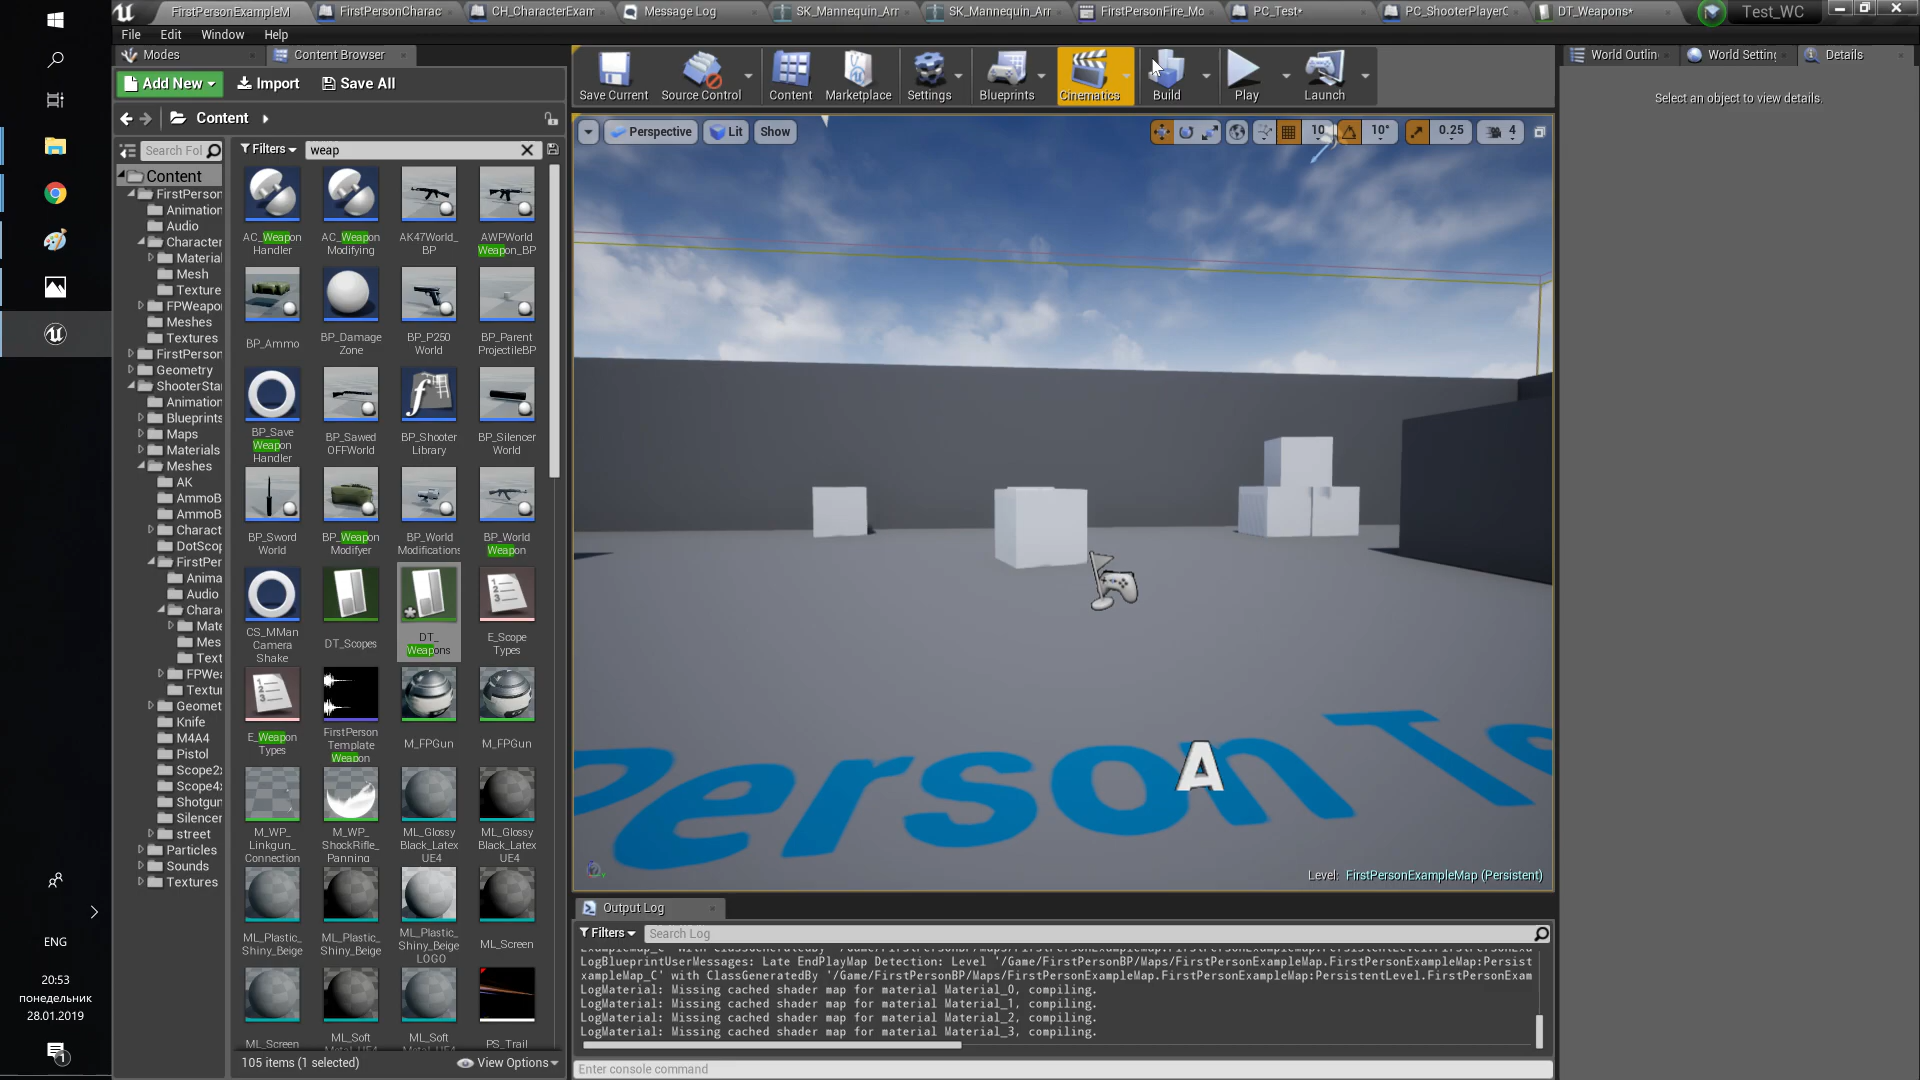 FirstPersonExampleM
FirstPersonCharac
CH_CharacterExam
Message Log
SK_Mannequin_Arr
SK_Mannequin_Arr
FirstPersonFire_Mo
PC_Test*
PC_ShooterPlayerC
DT_Weapons*
Test_WC
File Edit Window Help
Modes
Content Browser
World Outlin
World Setting
Details
Add New
Import
Save All
Save Current
Source Control
Content
Marketplace
Settings
Blueprints
Cinematics
Build
Play
Launch
Select an object to view details.
Content
Perspective
Lit
Show
10
10°
0.25
4
Search Fol
Filters
weap
Content
FirstPerson
Animation
Audio
Character
Material
Mesh
Texture
FPWeapo
Meshes
Textures
FirstPerson
Geometry
ShooterSta
Animation
Blueprints
Maps
Materials
Meshes
AK
AmmoB
AmmoB
Charact
DotScop
FirstPer
Anima
Audio
Chara
Mate
Mes
Text
FPWea
Textur
Geomet
Knife
M4A4
Pistol
Scope2x
Scope4x
Shotgun
Silencer
street
Particles
Sounds
Textures
AC_Weapon
Handler
AC_Weapon
Modifying
AK47World_
BP
AWPWorld
Weapon_BP
BP_Ammo
BP_Damage
Zone
BP_P250
World
BP_Parent
ProjectileBP
BP_Save
Weapon
Handler
BP_Sawed
OFFWorld
BP_Shooter
Library
BP_Silencer
World
BP_Sword
World
BP_Weapon
Modifyer
BP_World
Modifications
BP_World
Weapon
CS_MMan
Camera
Shake
DT_Scopes
DT_
Weapons
E_Scope
Types
E_Weapon
Types
FirstPerson
Template
Weapon
M_FPGun
M_FPGun
M_WP_
Linkgun_
Connection
M_WP_
ShockRifle_
Panning
ML_Glossy
Black_Latex
UE4
ML_Glossy
Black_Latex
UE4
ML_Plastic_
Shiny_Beige
ML_Plastic_
Shiny_Beige
ML_Plastic_
Shiny_Beige
LOGO
ML_Screen
ML_Screen
ML_Soft
ML_Soft
PS_Trail
105 items (1 selected)
View Options
Person Te
A
Level: FirstPersonExampleMap (Persistent)
Output Log
Filters
Search Log
LogBlueprintUserMessages: Late EndPlayMap Detection: Level '/Game/FirstPersonBP/Maps/FirstPersonExampleMap.FirstPersonExampleMap:Persist
xampleMap_C' with ClassGeneratedBy '/Game/FirstPersonBP/Maps/FirstPersonExampleMap.FirstPersonExampleMap:PersistentLevel.FirstPersonExam
LogMaterial: Missing cached shader map for material Material_0, compiling.
LogMaterial: Missing cached shader map for material Material_1, compiling.
LogMaterial: Missing cached shader map for material Material_2, compiling.
LogMaterial: Missing cached shader map for material Material_3, compiling.
Enter console command
ENG
20:53
понедельник
28.01.2019
1